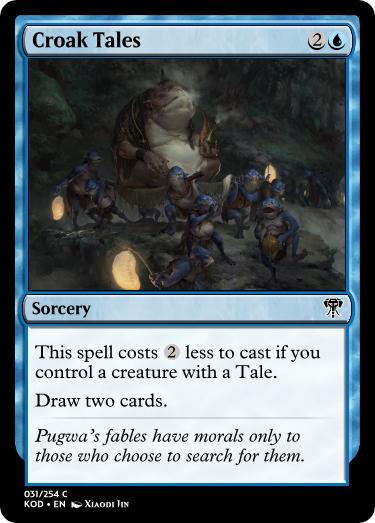 Croak Tales 2
Sorcery
This spell costs 2 less to cast if you
control a creature with a Tale.
Draw two cards.
Pugwa's fables have morals only to
those who choose to search for them.
031/254 C
KOD • EN Xiaodi Jin